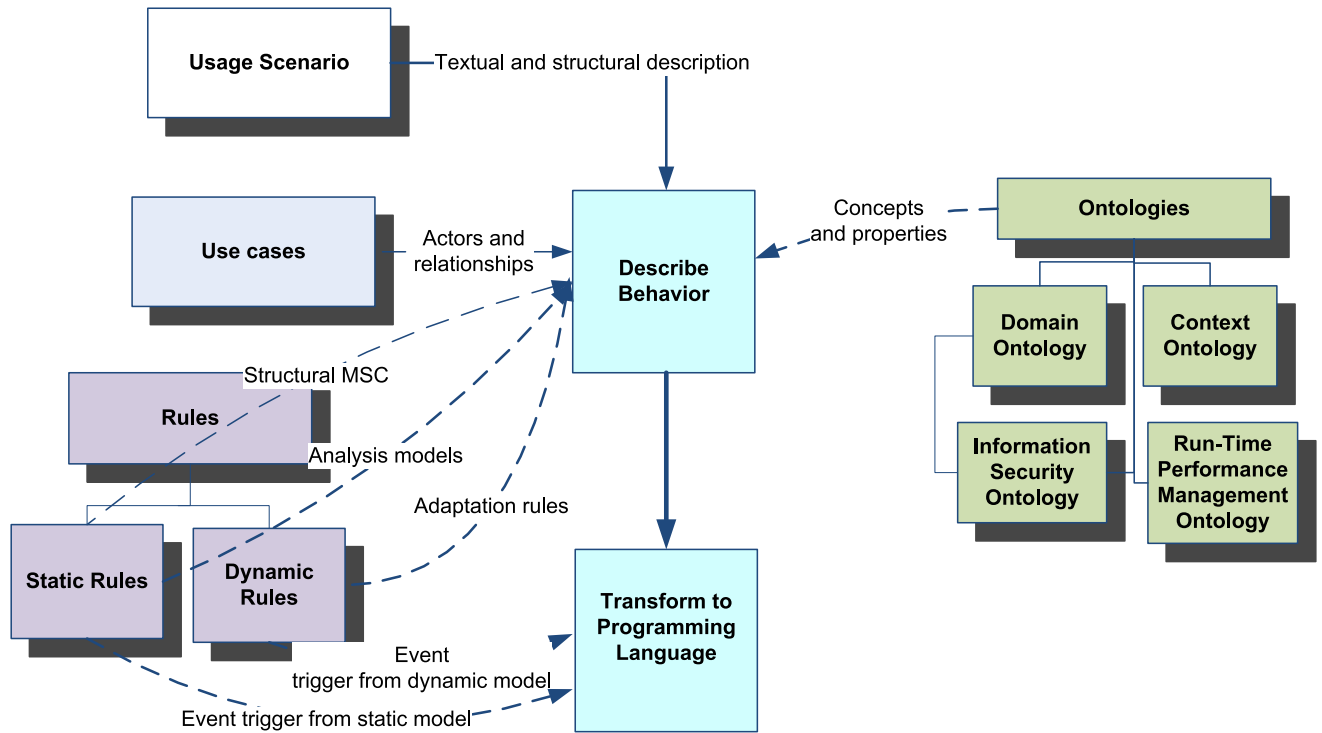 Usage Scenario
Textual and structural description
Use cases
Actors and
relationships
Describe
Behavior
Concepts
and properties
Ontologies
Domain
Ontology
Context
Ontology
Information
Security
Ontology
Run-Time
Performance
Management
Ontology
Structural MSC
Rules
Analysis models
Adaptation rules
Static Rules
Dynamic
Rules
Transform to
Programming
Language
Event
trigger from dynamic model
Event trigger from static model